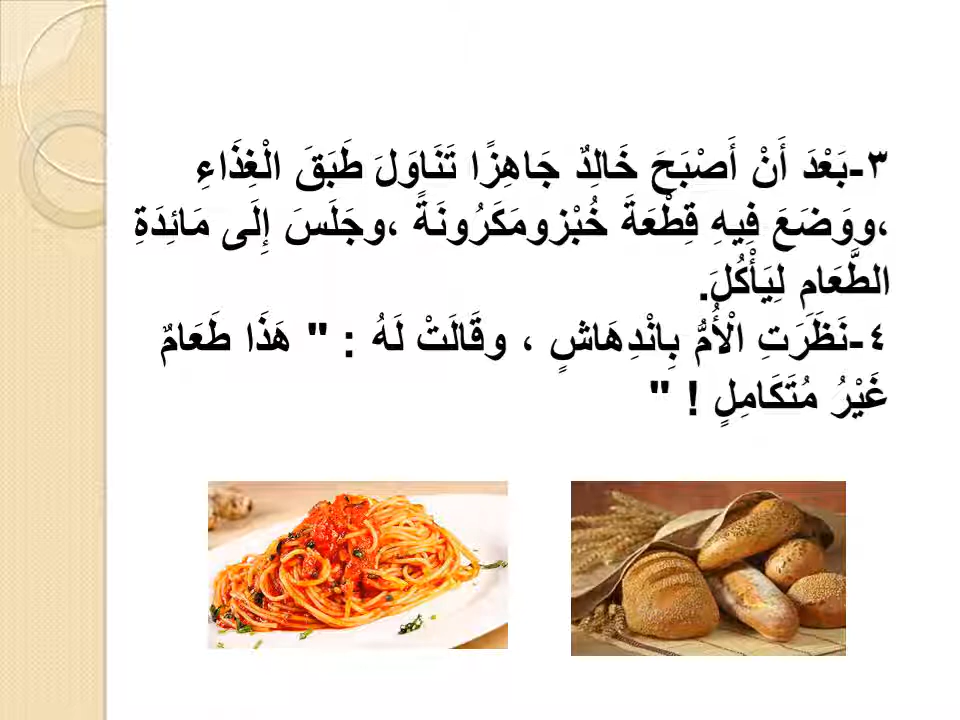 ٣-بَعْدَ أَنْ أَصْبَحَ خَالِدٌ جَاهِزًا تَنَاوَلَ طَبَقَ الْغِذَاءِ
،ووَضَعَ فِيهِ قِطْعَةَ خُبْزومَكَرُونَةً ،وجَلَسَ إِلَى مَائِدَةِ
الطَّعَام لِيَأْكُلَ.
٤-نَظَرَتِ الْأُمُّ بِانْدِهَاشٍ ، وقَالَتْ لَهُ : " هَذَا طَعَامٌ
غَيْرُ مُتَكَامِلٍ ! "